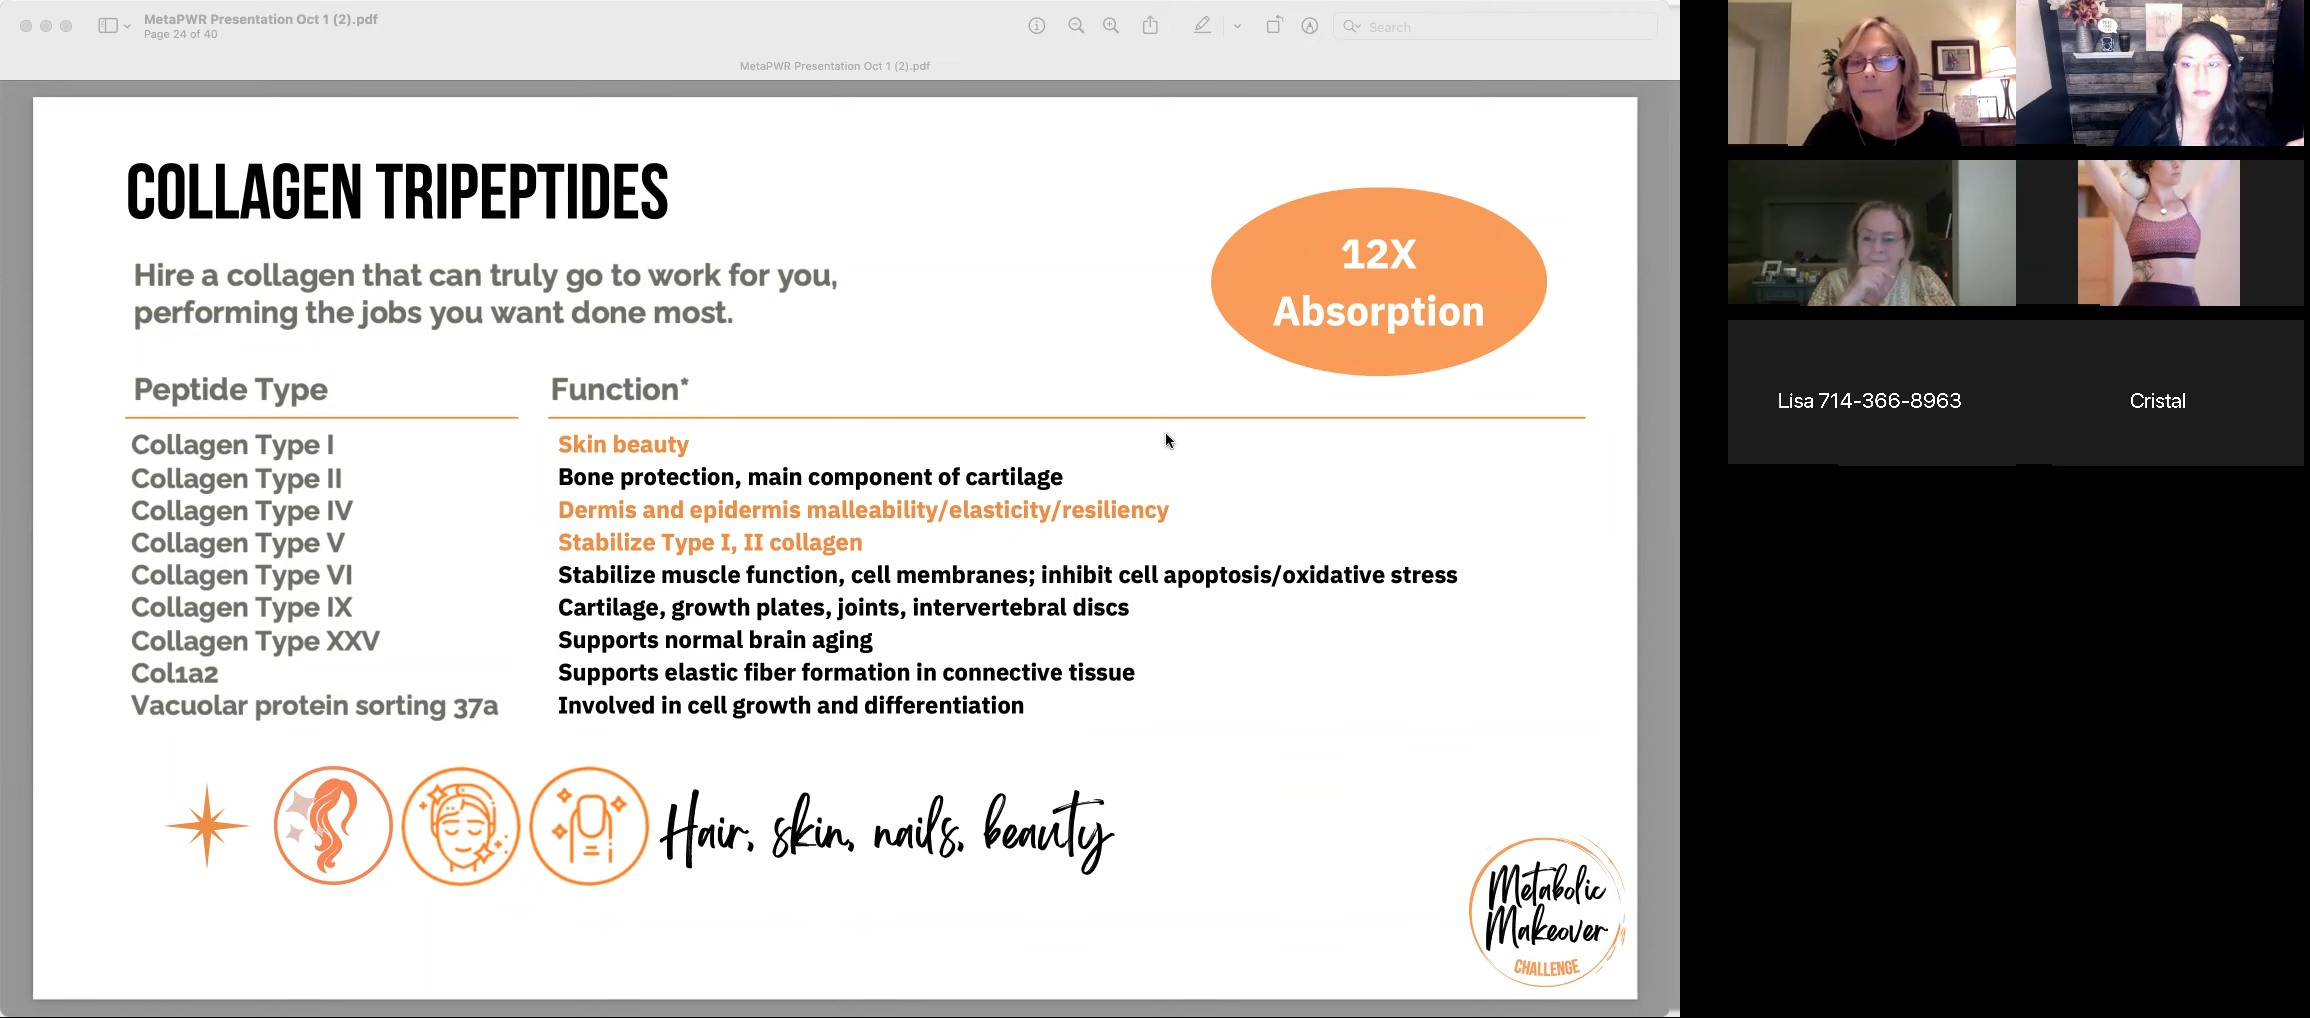 MetaPWR Presentation Oct 1 (2).pdf
Page 24 of 40
Search
MetaPWR Presentation Oct 1 (2).pdf
COLLAGEN TRIPEPTIDES
Hire a collagen that can truly go to work for you,
performing the jobs you want done most.
12X
Absorption
Peptide Type
Function*
Collagen Type I
Skin beauty
Collagen Type II
Bone protection, main component of cartilage
Collagen Type IV
Dermis and epidermis malleability/elasticity/resiliency
Collagen Type V
Stabilize Type I, II collagen
Collagen Type VI
Stabilize muscle function, cell membranes; inhibit cell apoptosis/oxidative stress
Collagen Type IX
Cartilage, growth plates, joints, intervertebral discs
Collagen Type XXV
Supports normal brain aging
Col1a2
Supports elastic fiber formation in connective tissue
Vacuolar protein sorting 37a
Involved in cell growth and differentiation
Hair, skin, nails, beauty
Metabolic
Makeover
CHALLENGE
Lisa 714-366-8963
Cristal